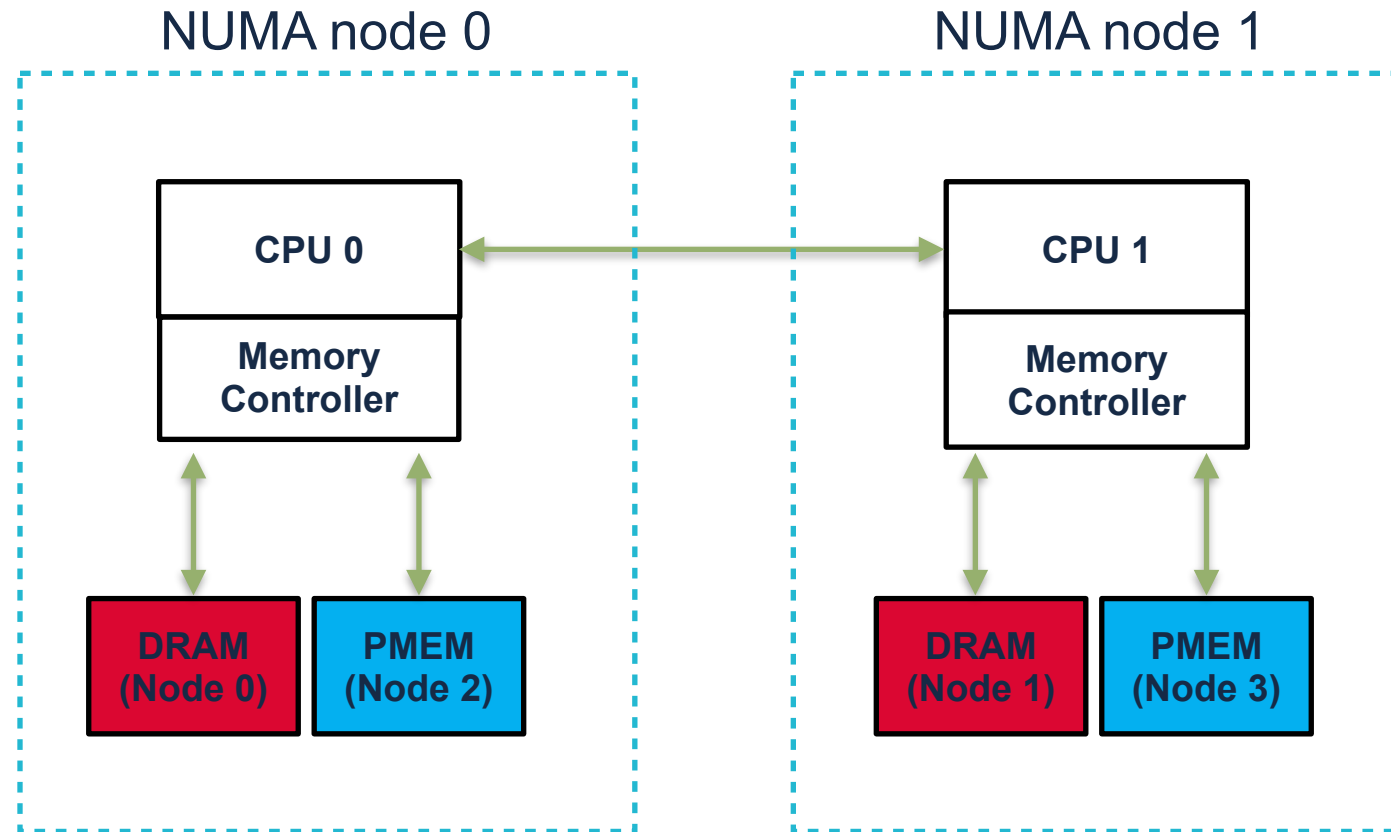 NUMA node 0
NUMA node 1
CPU 0
CPU 1
Memory
Controller
Memory
Controller
DRAM
(Node 0)
PMEM
(Node 2)
DRAM
(Node 1)
PMEM
(Node 3)